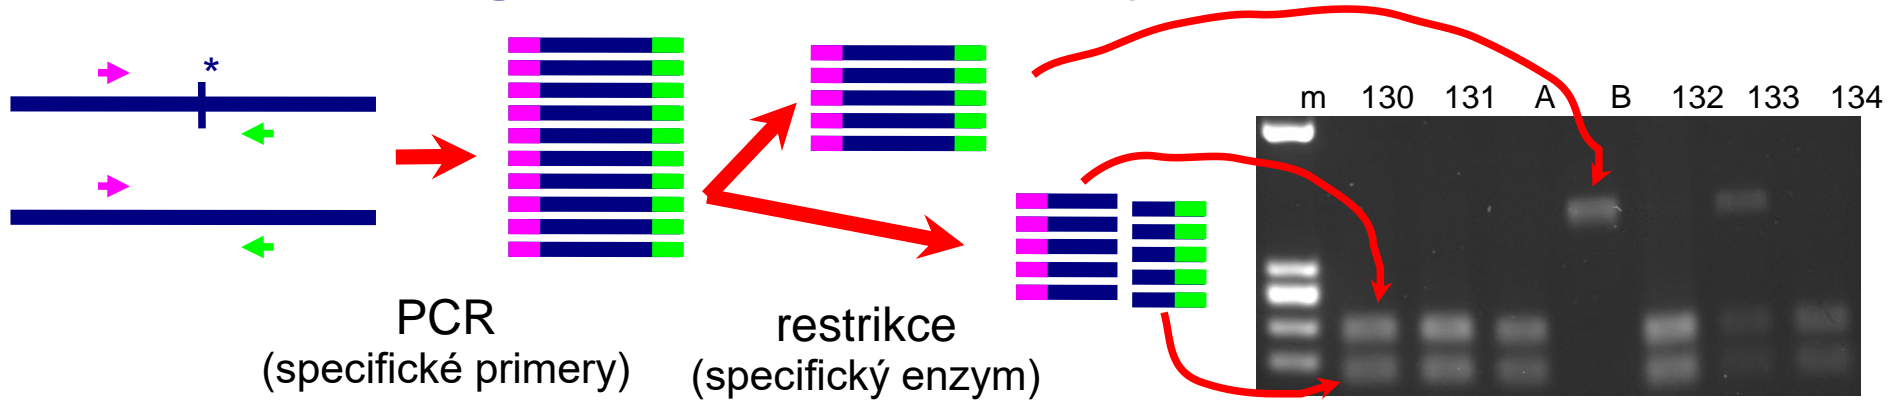 *
m 130 131 A B 132 133 134
PCR
(specifické primery)
restrikce
(specifický enzym)